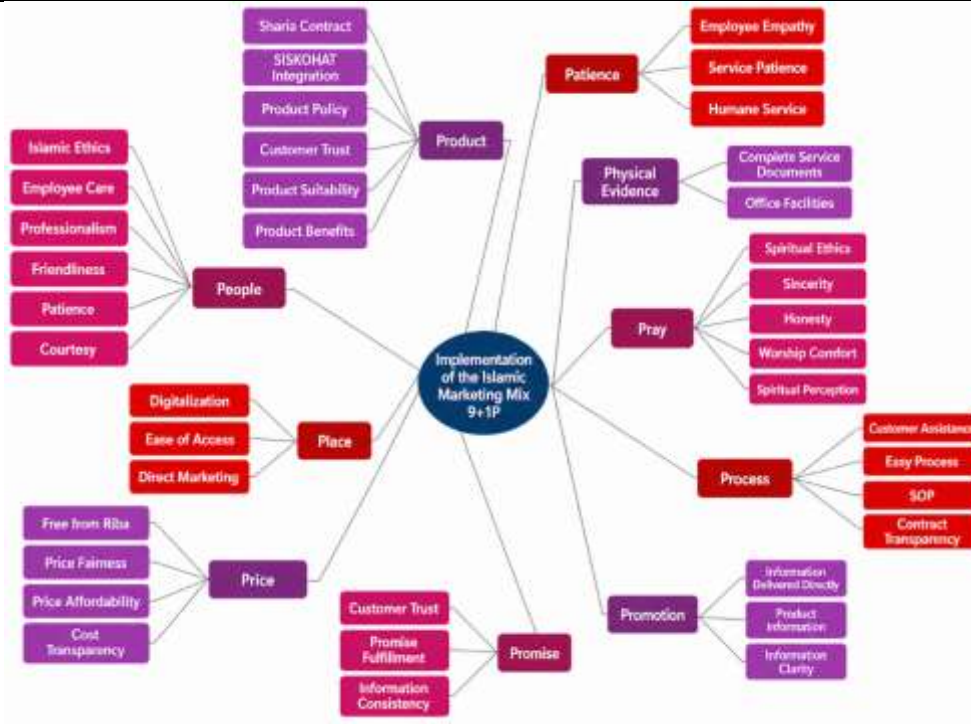 Sharia Contract
SISKOHAT
Integration
Product Policy
Customer Trust
Product Suitability
Product Benefits
Product
Employee Empathy
Service Patience
Humane Service
Patience
Complete Service
Documents
Office Facilities
Physical
Evidence
Islamic Ethics
Employee Care
Professionalism
Friendliness
Patience
Courtesy
People
Spiritual Ethics
Sincerity
Honesty
Worship Comfort
Spiritual Perception
Pray
Implementation
of the Islamic
Marketing Mix
9+1P
Digitalization
Ease of Access
Direct Marketing
Place
Customer Assistance
Easy Process
SOP
Contract
Transparency
Process
Free from Riba
Price Fairness
Price Affordability
Cost
Transparency
Price
Customer Trust
Promise
Fulfillment
Information
Consistency
Promise
Information
Delivered Directly
Product
Information
Information
Clarity
Promotion